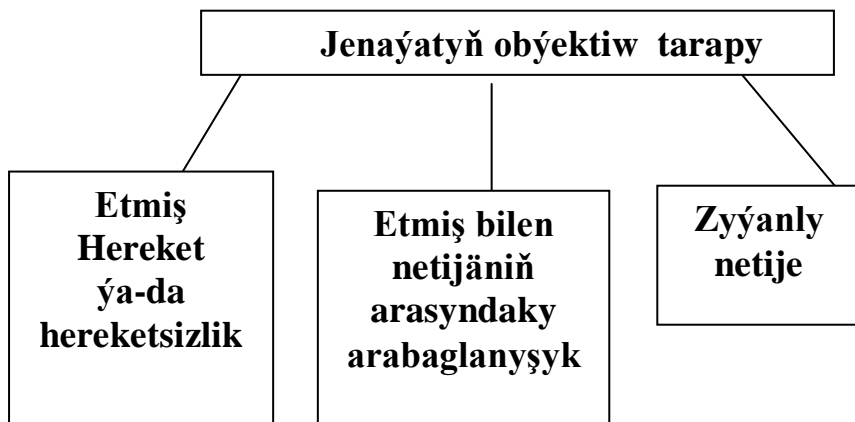 Jenaýatyň obýektiw tarapy
Etmiş
Hereket
ýa-da
hereketsizlik
Etmiş bilen
netijäniň
arasyndaky
arabaglanyşyk
Zyýanly
netije